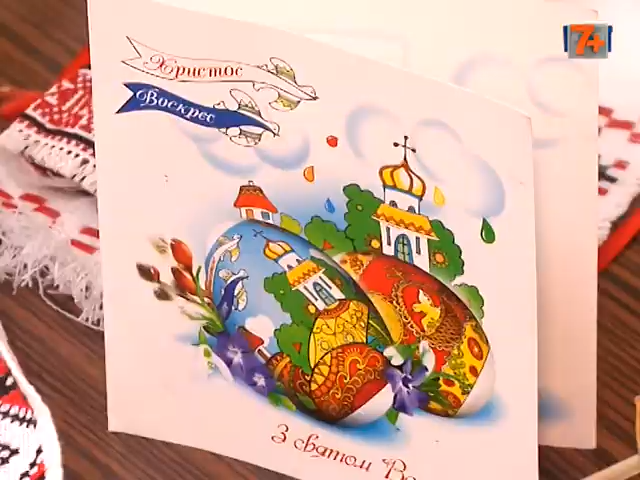 7+
Христос
Воскрес
З святом